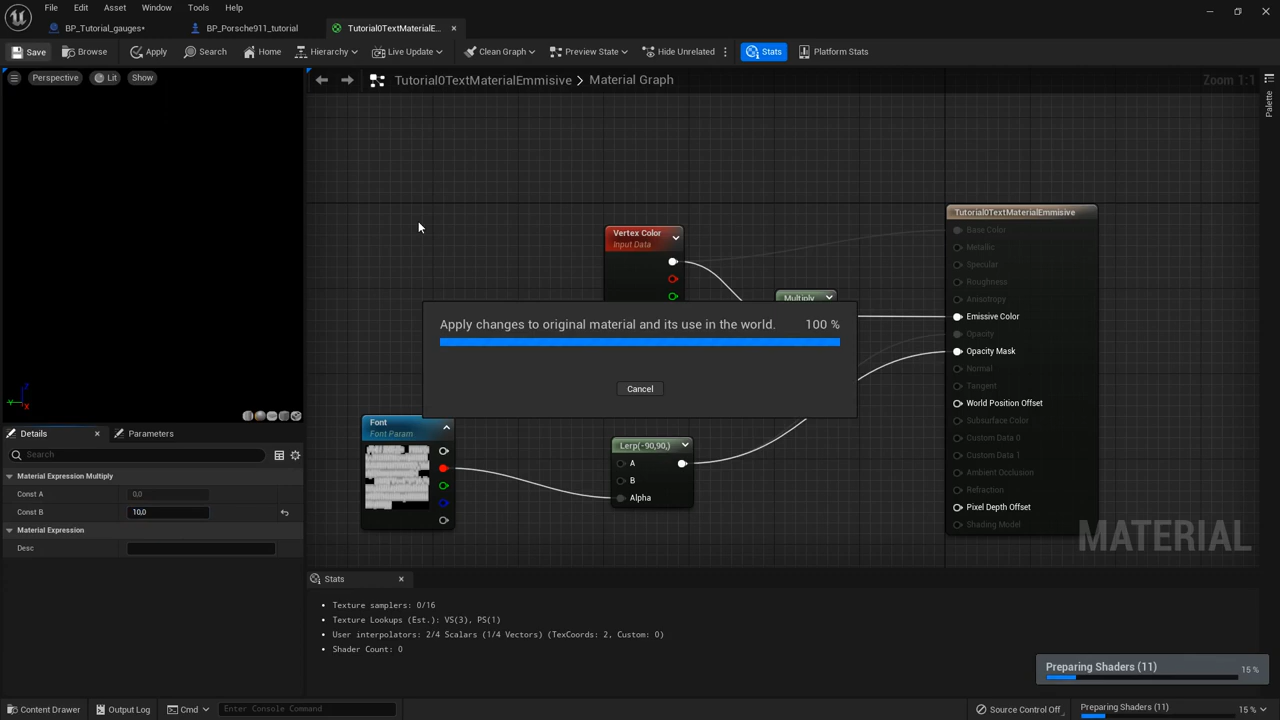 File Edit Asset Window Tools Help
BP_Tutorial_gauges* BP_Porsche911_tutorial Tutorial0TextMaterialE...
Save Browse Apply Search Home Hierarchy Live Update Clean Graph Preview State Hide Unrelated Stats Platform Stats
Perspective Lit Show
Tutorial0TextMaterialEmmisive > Material Graph Zoom 1:1
Palette
Vertex Color
Input Data
Multiply
Tutorial0TextMaterialEmmisive
Base Color
Metallic
Specular
Roughness
Anisotropy
Emissive Color
Opacity
Opacity Mask
Normal
Tangent
World Position Offset
Subsurface Color
Custom Data 0
Custom Data 1
Ambient Occlusion
Refraction
Pixel Depth Offset
Shading Model
Apply changes to original material and its use in the world. 100 %
Cancel
Font
Font Param
Lerp(-90,90,)
A
B
Alpha
MATERIAL
Z
Y
X
Details Parameters
Search
Material Expression Multiply
Const A 0,0
Const B 10,0
Material Expression
Desc
Stats
Texture samplers: 0/16
Texture Lookups (Est.): VS(3), PS(1)
User interpolators: 2/4 Scalars (1/4 Vectors) (TexCoords: 2, Custom: 0)
Shader Count: 0
Preparing Shaders (11)
15 %
Content Drawer Output Log Cmd Enter Console Command Source Control Off Preparing Shaders (11) 15 %